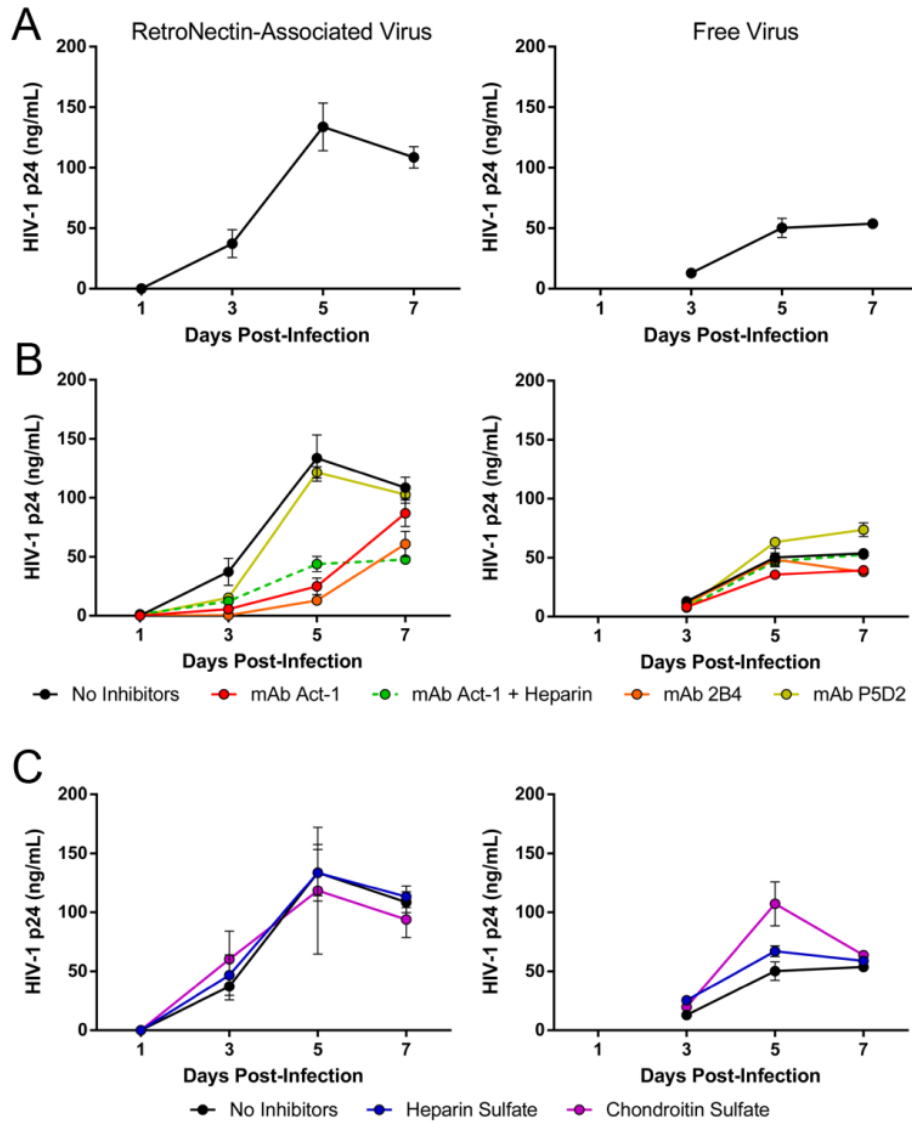 A
RetroNectin-Associated Virus
HIV-1 p24 (ng/mL)
200
150
100
50
0
1 3 5 7
Days Post-Infection
Free Virus
HIV-1 p24 (ng/mL)
200
150
100
50
0
1 3 5 7
Days Post-Infection
B
HIV-1 p24 (ng/mL)
200
150
100
50
0
1 3 5 7
Days Post-Infection
HIV-1 p24 (ng/mL)
200
150
100
50
0
1 3 5 7
Days Post-Infection
No Inhibitors mAb Act-1 mAb Act-1 + Heparin mAb 2B4 mAb P5D2
C
HIV-1 p24 (ng/mL)
200
150
100
50
0
1 3 5 7
Days Post-Infection
HIV-1 p24 (ng/mL)
200
150
100
50
0
1 3 5 7
Days Post-Infection
No Inhibitors Heparin Sulfate Chondroitin Sulfate